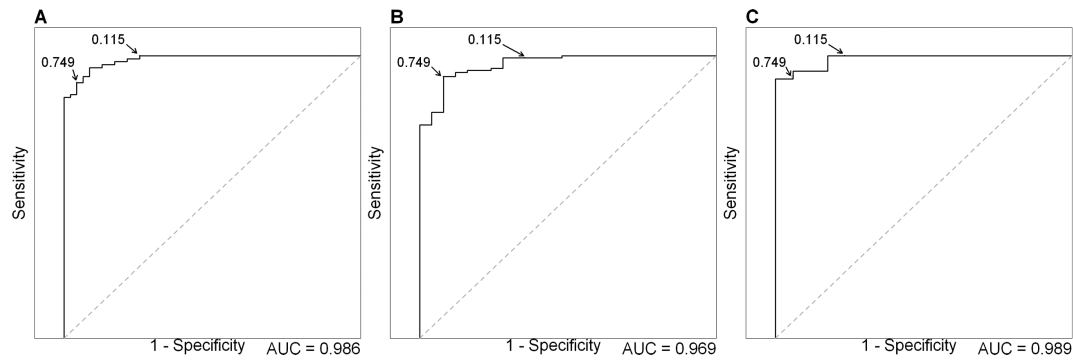 A
0.115
0.749
Sensitivity
1 - Specificity
AUC = 0.986
B
0.115
0.749
Sensitivity
1 - Specificity
AUC = 0.969
C
0.115
0.749
Sensitivity
1 - Specificity
AUC = 0.989